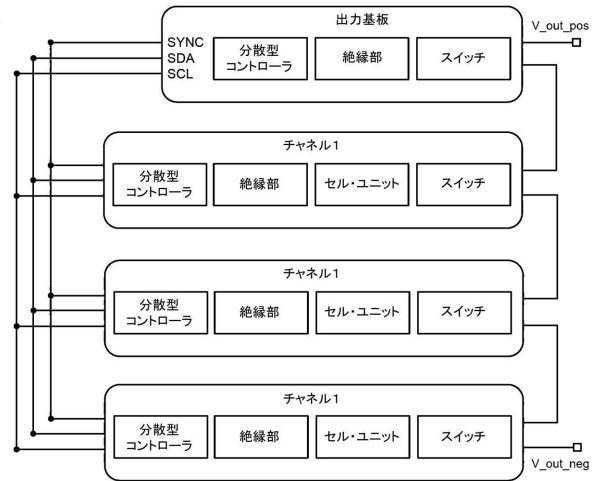 出力基板
V_out_pos
SYNC
SDA
SCL
分散型
コントローラ
絶縁部
スイッチ
チャネル1
分散型
コントローラ
絶縁部
セル・ユニット
スイッチ
チャネル1
分散型
コントローラ
絶縁部
セル・ユニット
スイッチ
チャネル1
分散型
コントローラ
絶縁部
セル・ユニット
スイッチ
V_out_neg